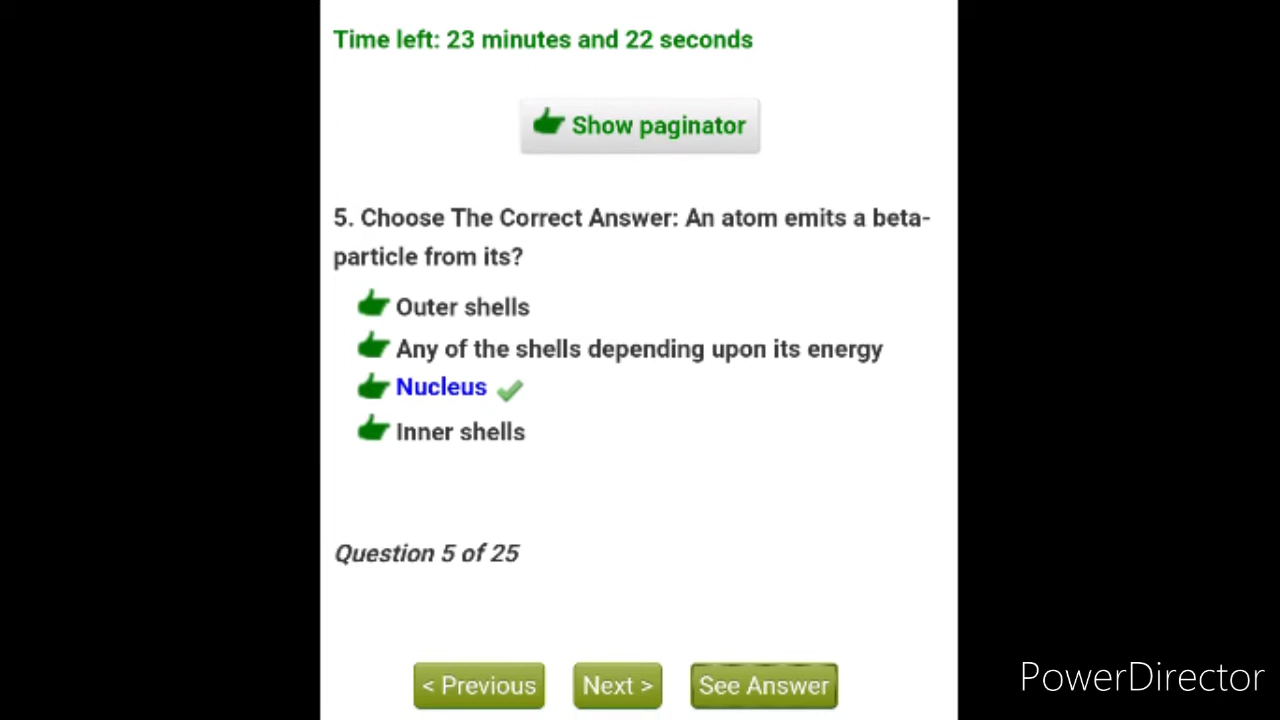 Time left: 23 minutes and 22 seconds
Show paginator
5. Choose The Correct Answer: An atom emits a beta-
particle from its?
Outer shells
Any of the shells depending upon its energy
Nucleus
Inner shells
Question 5 of 25
< Previous
Next >
See Answer
PowerDirector